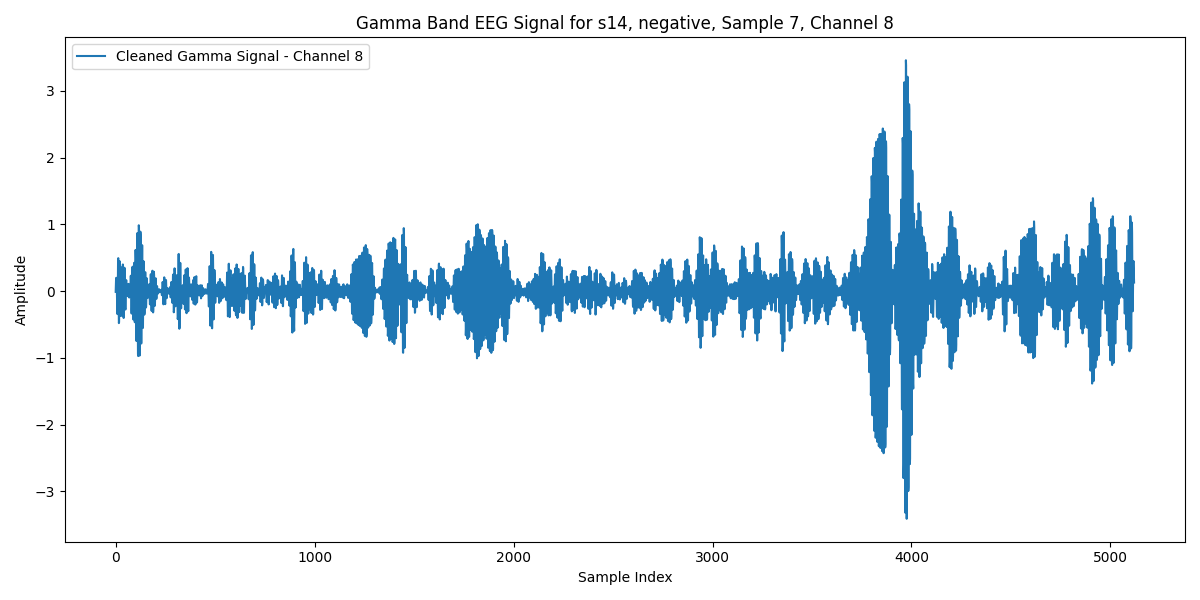 Gamma Band EEG Signal for s14, negative, Sample 7, Channel 8
Cleaned Gamma Signal - Channel 8
Amplitude
3
2
1
0
−1
−2
−3
0 1000 2000 3000 4000 5000
Sample Index